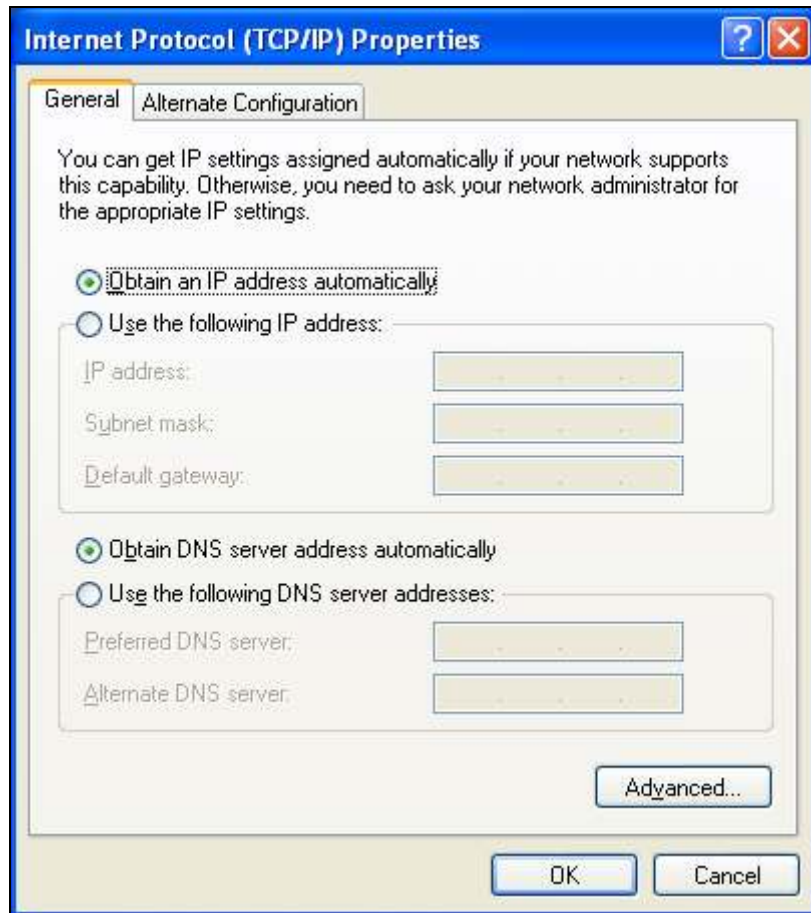 Internet Protocol (TCP/IP) Properties
?
General
Alternate Configuration
You can get IP settings assigned automatically if your network supports
this capability. Otherwise, you need to ask your network administrator for
the appropriate IP settings.
Obtain an IP address automatically
Use the following IP address:
IP address:
Subnet mask:
Default gateway:
Obtain DNS server address automatically
Use the following DNS server addresses:
Preferred DNS server:
Alternate DNS server:
Advanced...
OK
Cancel